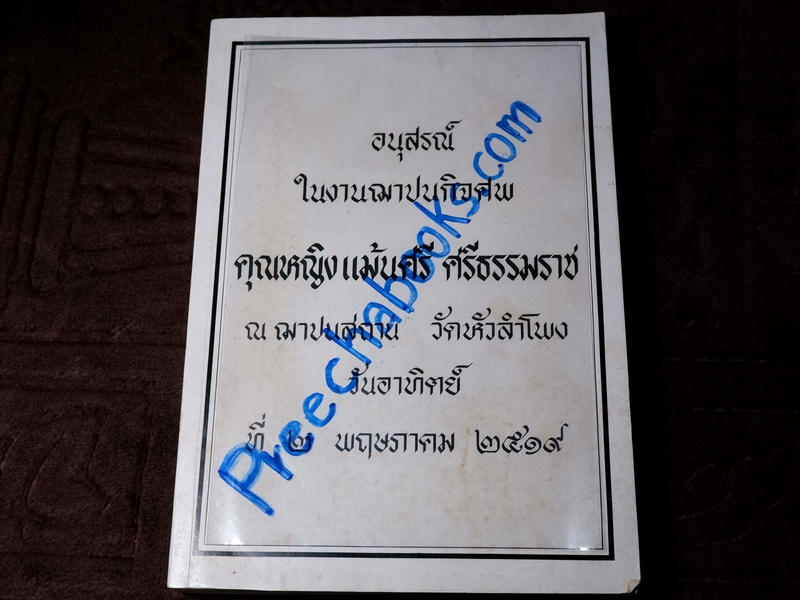 อนุสรณ์
ในงานฌาปนกิจศพ
คุณหญิงแม้นศรี ศรีธรรมราช
ณ ฌาปนสถาน วัดหัวลำโพง
วันอาทิตย์
ที่ ๒ พฤษภาคม ๒๕๑๙
Preechabooks.com